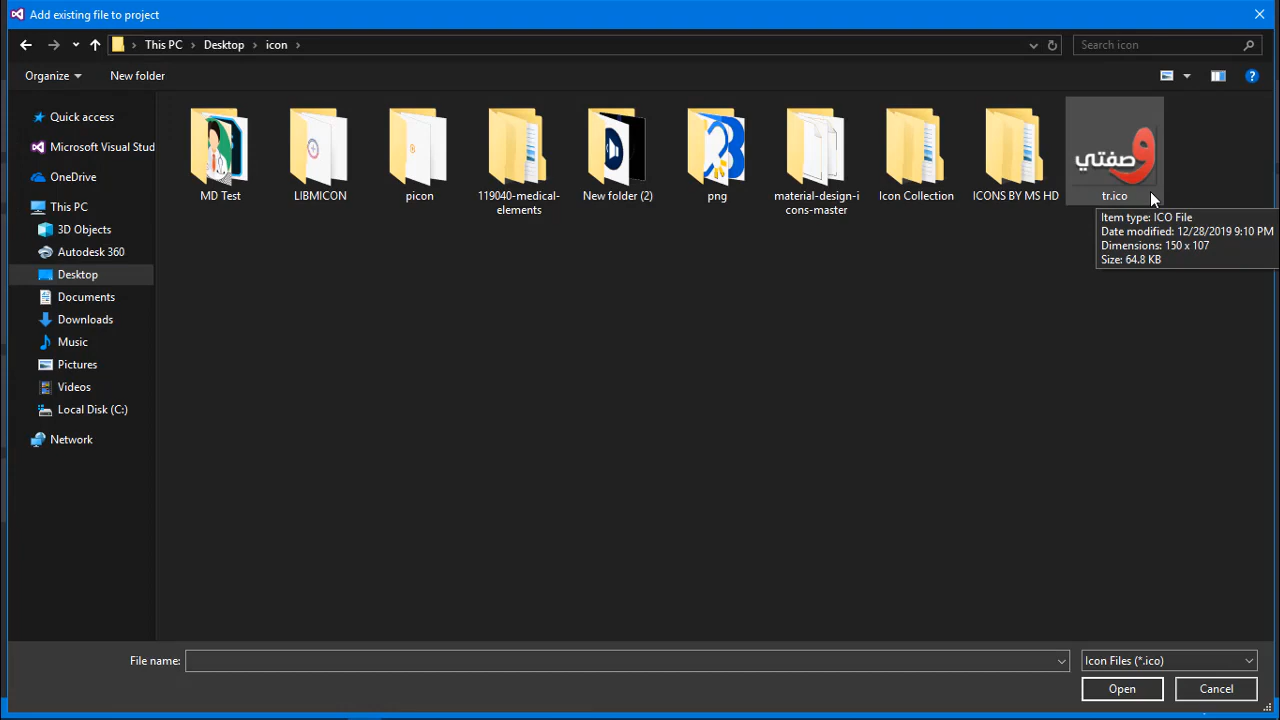 Add existing file to project
This PC
Desktop
icon
Search icon
Organize
New folder
Quick access
Microsoft Visual Stud
OneDrive
This PC
3D Objects
Autodesk 360
Desktop
Documents
Downloads
Music
Pictures
Videos
Local Disk (C:)
Network
MD Test
LIBMICON
picon
119040-medical-
elements
New folder (2)
png
material-design-i
cons-master
Icon Collection
ICONS BY MS HD
وصفتي
tr.ico
Item type: ICO File
Date modified: 12/28/2019 9:10 PM
Dimensions: 150 x 107
Size: 64.8 KB
File name:
Icon Files (*.ico)
Open
Cancel